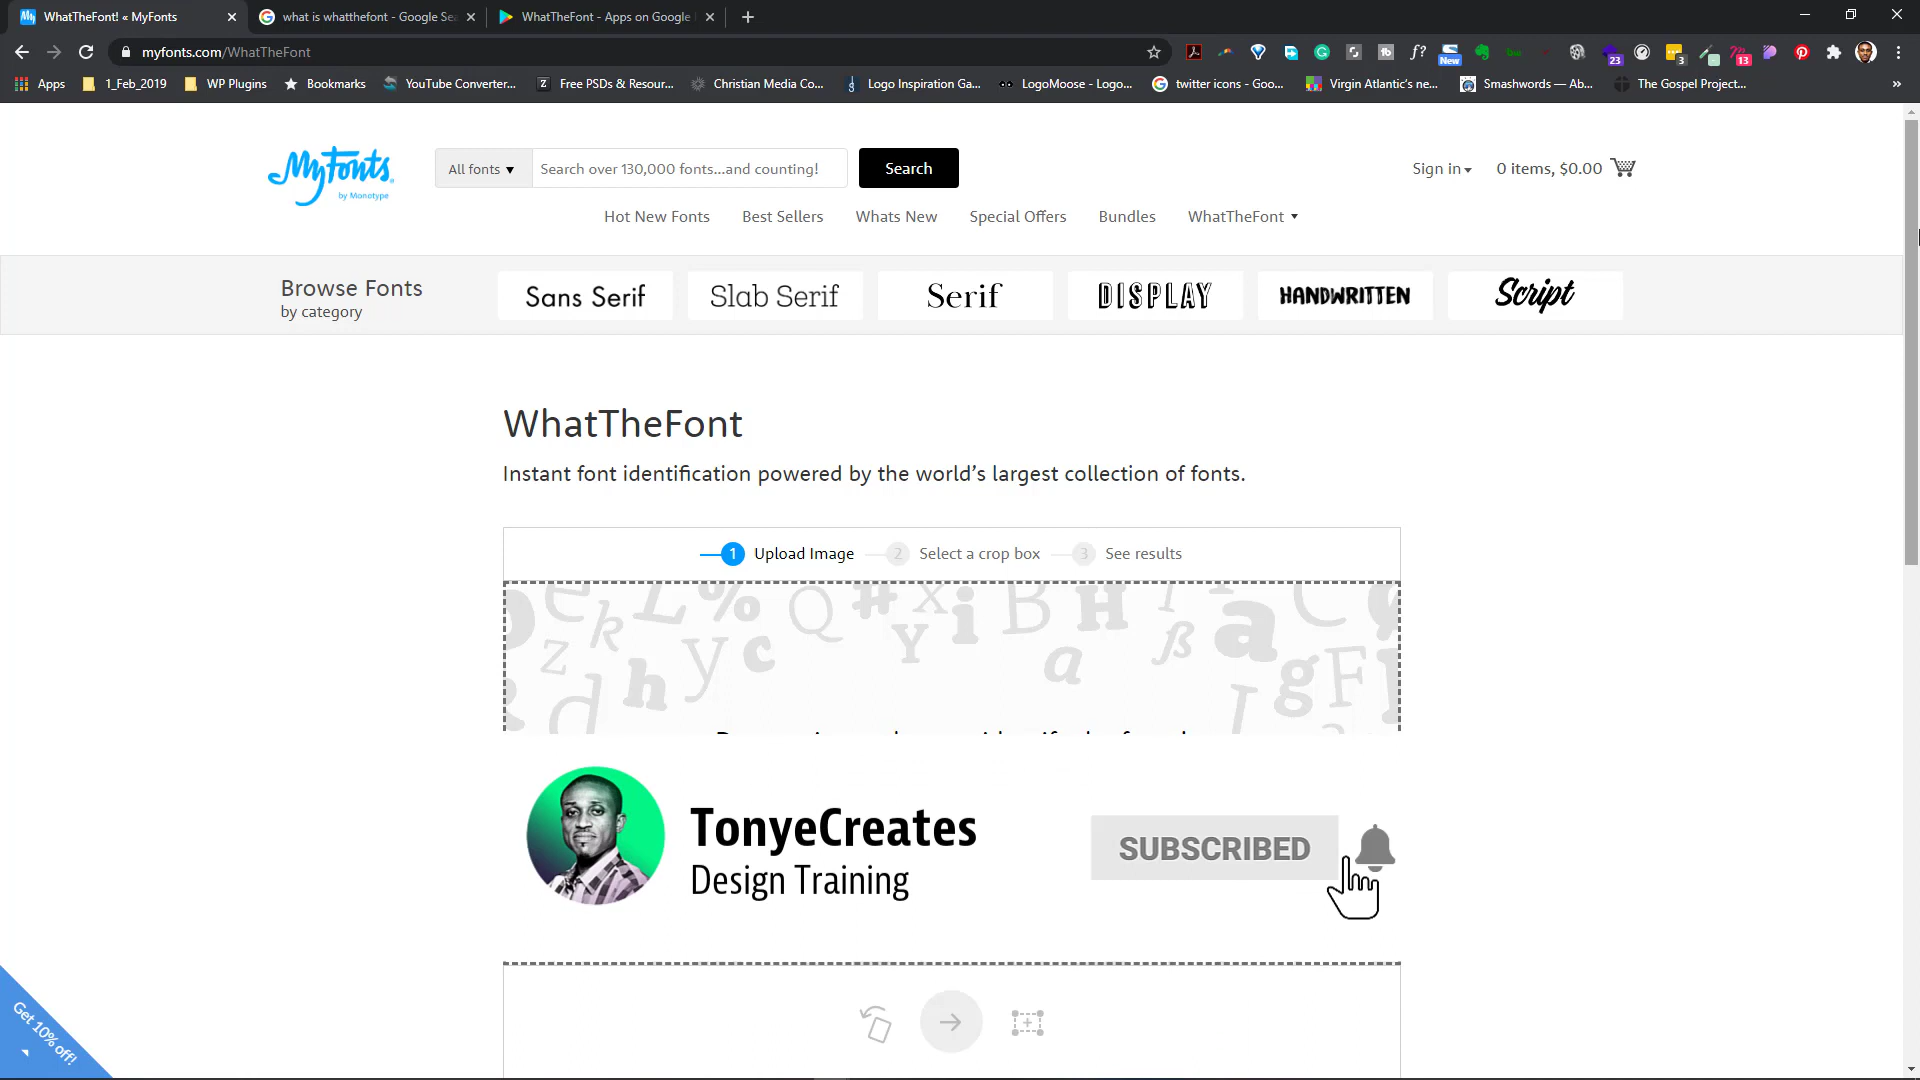 WhatTheFont! « MyFonts
what is whatthefont - Google Sea
WhatTheFont - Apps on Google
myfonts.com/WhatTheFont
New
23
3
13
Apps
1_Feb_2019
WP Plugins
Bookmarks
YouTube Converter...
Free PSDs & Resour...
Christian Media Co...
Logo Inspiration Ga...
LogoMoose - Logo...
twitter icons - Goo...
Virgin Atlantic's ne...
Smashwords — Ab...
The Gospel Project...
MyFonts
by Monotype
All fonts
Search over 130,000 fonts...and counting!
Search
Sign in
0 items, $0.00
Hot New Fonts
Best Sellers
Whats New
Special Offers
Bundles
WhatTheFont
Browse Fonts
by category
Sans Serif
Slab Serif
Serif
DISPLAY
HANDWRITTEN
Script
WhatTheFont
Instant font identification powered by the world’s largest collection of fonts.
1 Upload Image
2 Select a crop box
3 See results
TonyeCreates
Design Training
SUBSCRIBED
Get 10% off!